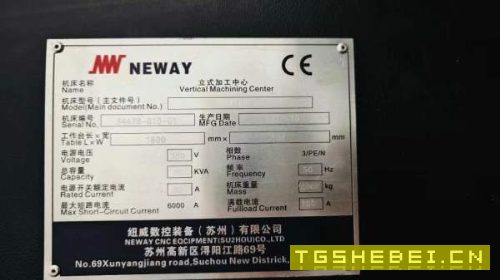 NEWAY CE
机床名称 立式加工中心
Name Vertical Machining Center
机床型号(主文件号)
Model(Main document No.)
机床编号 生产日期
Serial No. MFG Date
工作台长×宽
Table L×W 1800 mm× mm
电源电压 相数
Voltage V Phase 3/PE/N
总容量 频率
Capacity KVA Frequency Hz
电源开关额定电流 机床重量
Rated Current A Mass
最大短路电流 6000 A 满载电流
Max Short-Circuit Current Fullload Current
纽威数控装备(苏州)有限公司
NEWAY CNC EQCIPMENT(SUZHOU)CO.,LTD
苏州高新区浔阳江路69号
No.69Xunyangjiang road,Suchou New District,
TGSHEBEI.CN